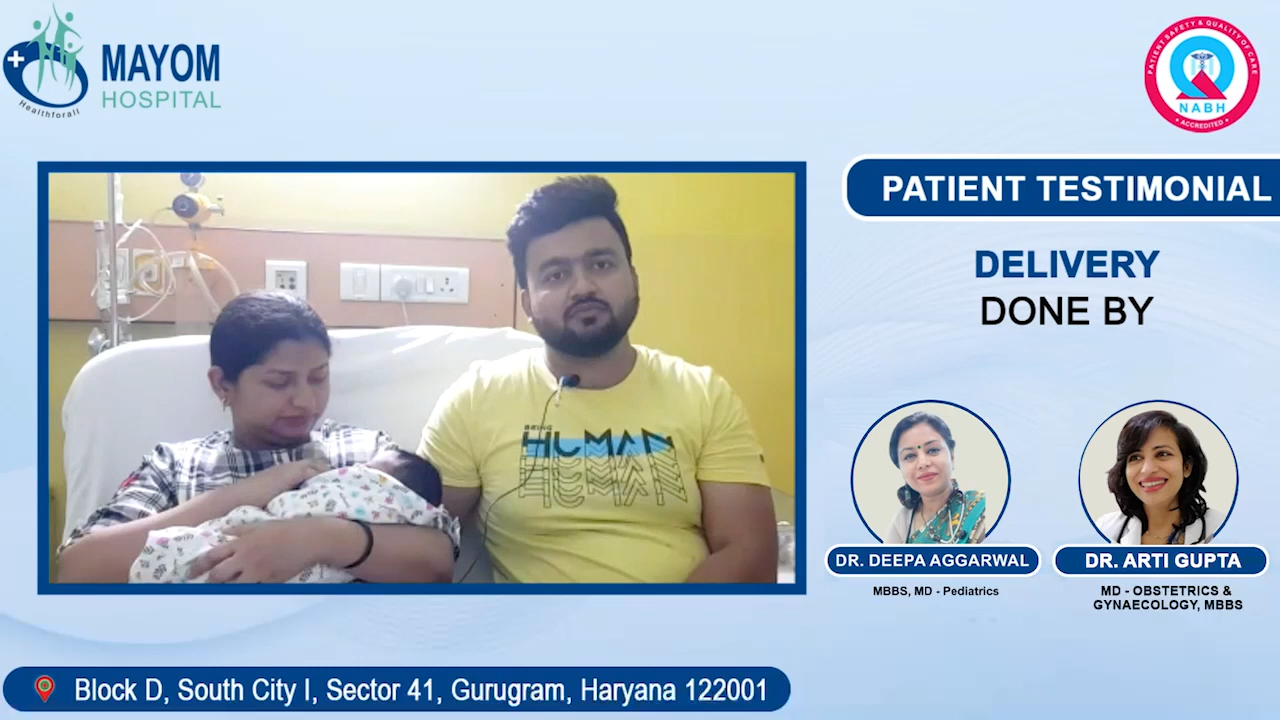 MAYOM
HOSPITAL
Healthforall
PATIENT SAFETY & QUALITY OF CARE
NABH
• ACCREDITED •
PATIENT TESTIMONIAL
DELIVERY
DONE BY
BEING
HUMAN
HUMAN
HUMAN
DR. DEEPA AGGARWAL
MBBS, MD - Pediatrics
DR. ARTI GUPTA
MD - OBSTETRICS &
GYNAECOLOGY, MBBS
Block D, South City I, Sector 41, Gurugram, Haryana 122001